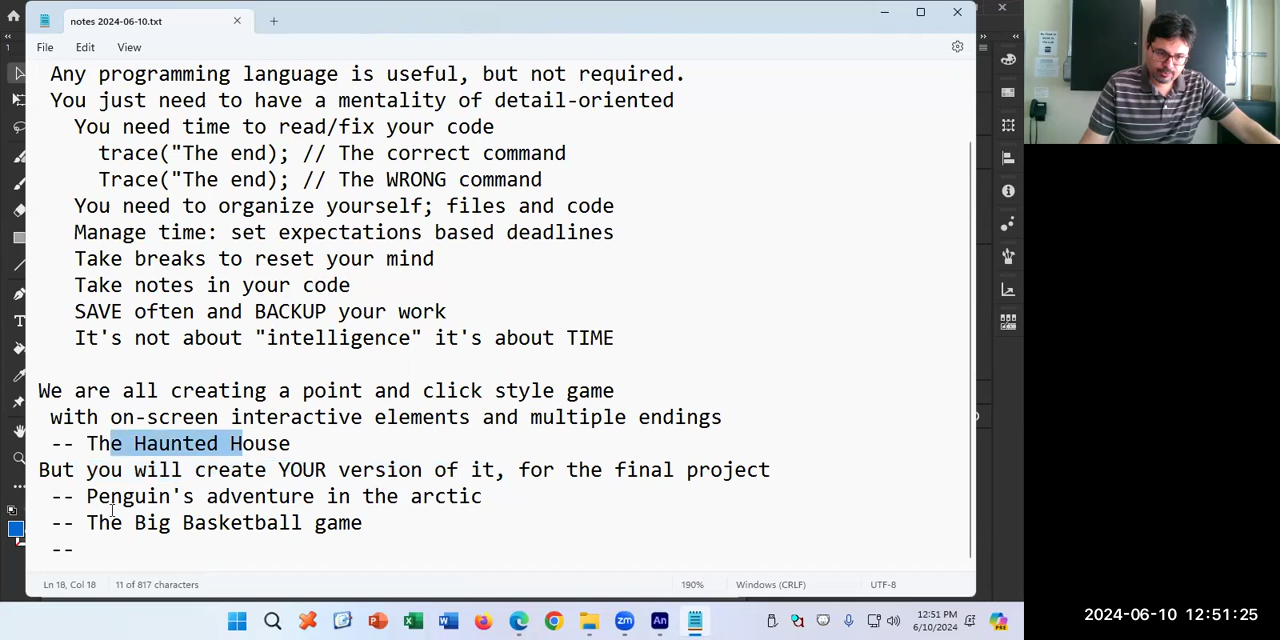 notes 2024-06-10.txt
File Edit View
Any programming language is useful, but not required.
You just need to have a mentality of detail-oriented
You need time to read/fix your code
trace("The end); // The correct command
Trace("The end); // The WRONG command
You need to organize yourself; files and code
Manage time: set expectations based deadlines
Take breaks to reset your mind
Take notes in your code
SAVE often and BACKUP your work
It's not about "intelligence" it's about TIME
We are all creating a point and click style game
with on-screen interactive elements and multiple endings
-- The Haunted House
But you will create YOUR version of it, for the final project
-- Penguin's adventure in the arctic
-- The Big Basketball game
--
Ln 18, Col 18 11 of 817 characters 190% Windows (CRLF) UTF-8
12:51 PM
6/10/2024
2024-06-10 12:51:25